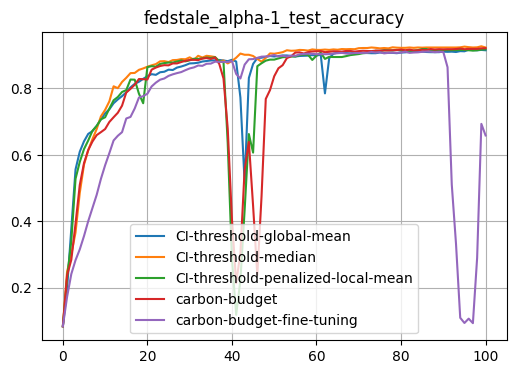 fedstale_alpha-1_test_accuracy
0.8
0.6
0.4
0.2
CI-threshold-global-mean
CI-threshold-median
CI-threshold-penalized-local-mean
carbon-budget
carbon-budget-fine-tuning
0 20 40 60 80 100